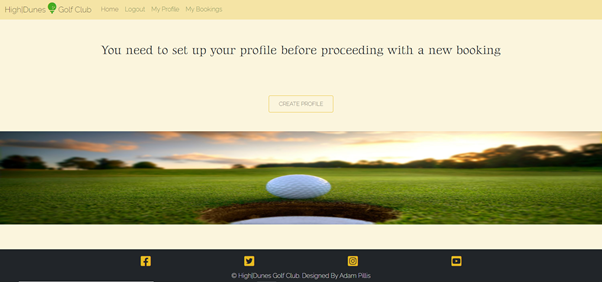 High|Dunes Golf Club Home Logout My Profile My Bookings
You need to set up your profile before proceeding with a new booking
CREATE PROFILE
© High|Dunes Golf Club. Designed By Adam Pillis